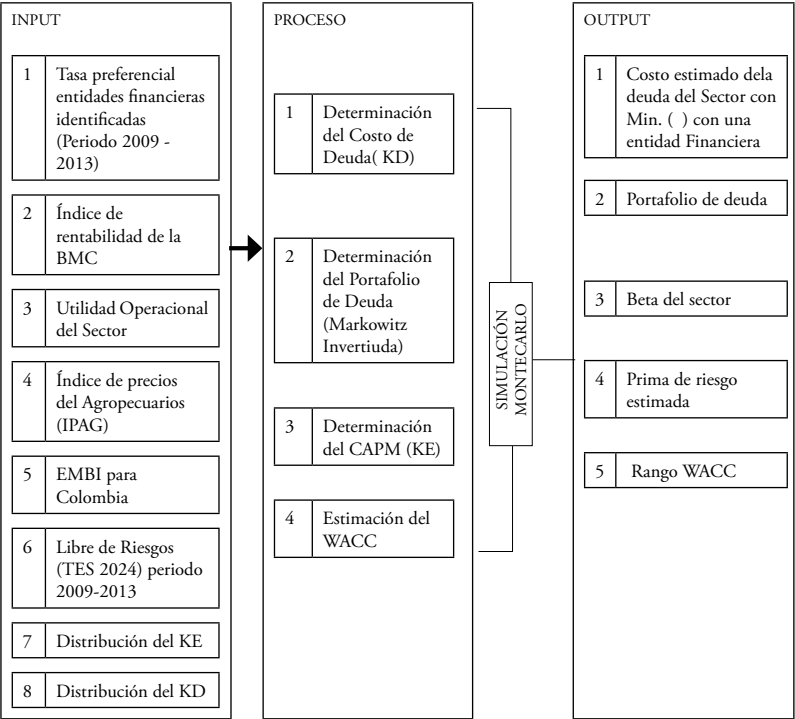 INPUT
1
Tasa preferencial
entidades financieras
identificadas
(Periodo 2009 -
2013)
2
Índice de
rentabilidad de la
BMC
3
Utilidad Operacional
del Sector
4
Índice de precios
del Agropecuarios
(IPAG)
5
EMBI para
Colombia
6
Libre de Riesgos
(TES 2024) periodo
2009-2013
7
Distribución del KE
8
Distribución del KD
PROCESO
1
Determinación
del Costo de
Deuda( KD)
2
Determinación
del Portafolio
de Deuda
(Markowitz
Invertiuda)
3
Determinación
del CAPM (KE)
4
Estimación del
WACC
SIMULACIÓN
MONTECARLO
OUTPUT
1
Costo estimado dela
deuda del Sector con
Min. ( ) con una
entidad Financiera
2
Portafolio de deuda
3
Beta del sector
4
Prima de riesgo
estimada
5
Rango WACC